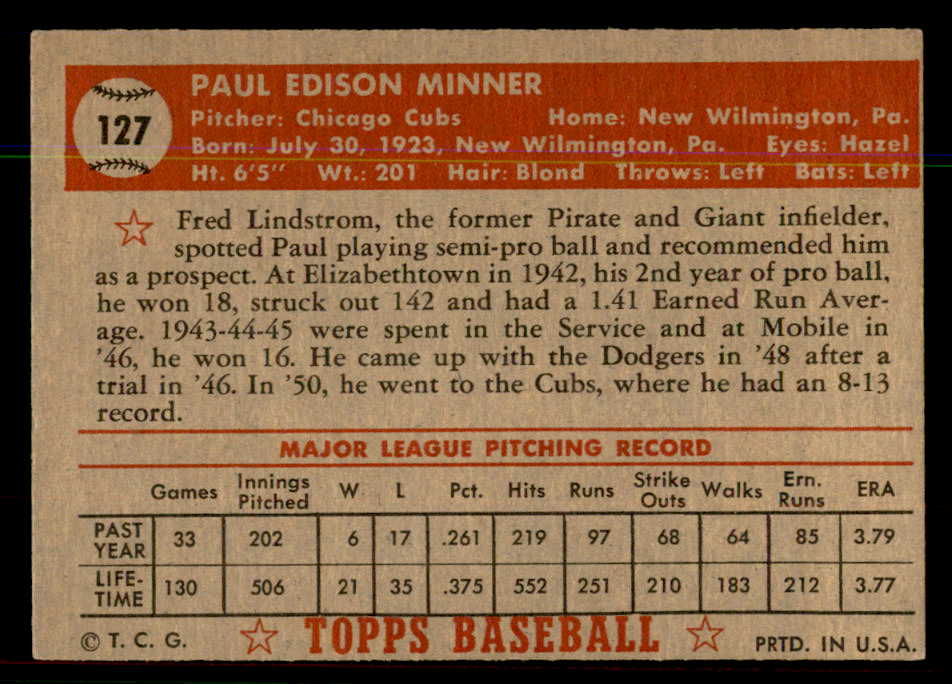 127
PAUL EDISON MINNER
Pitcher: Chicago Cubs Home: New Wilmington, Pa.
Born: July 30, 1923, New Wilmington, Pa. Eyes: Hazel
Ht. 6'5" Wt.: 201 Hair: Blond Throws: Left Bats: Left
Fred Lindstrom, the former Pirate and Giant infielder,
spotted Paul playing semi-pro ball and recommended him
as a prospect. At Elizabethtown in 1942, his 2nd year of pro ball,
he won 18, struck out 142 and had a 1.41 Earned Run Aver-
age. 1943-44-45 were spent in the Service and at Mobile in
'46, he won 16. He came up with the Dodgers in '48 after a
trial in '46. In '50, he went to the Cubs, where he had an 8-13
record.
MAJOR LEAGUE PITCHING RECORD
Games Innings Pitched W L Pct. Hits Runs Strike Outs Walks Ern. Runs ERA
PAST YEAR 33 202 6 17 .261 219 97 68 64 85 3.79
LIFE-TIME 130 506 21 35 .375 552 251 210 183 212 3.77
© T. C. G. TOPPS BASEBALL PRTD. IN U.S.A.